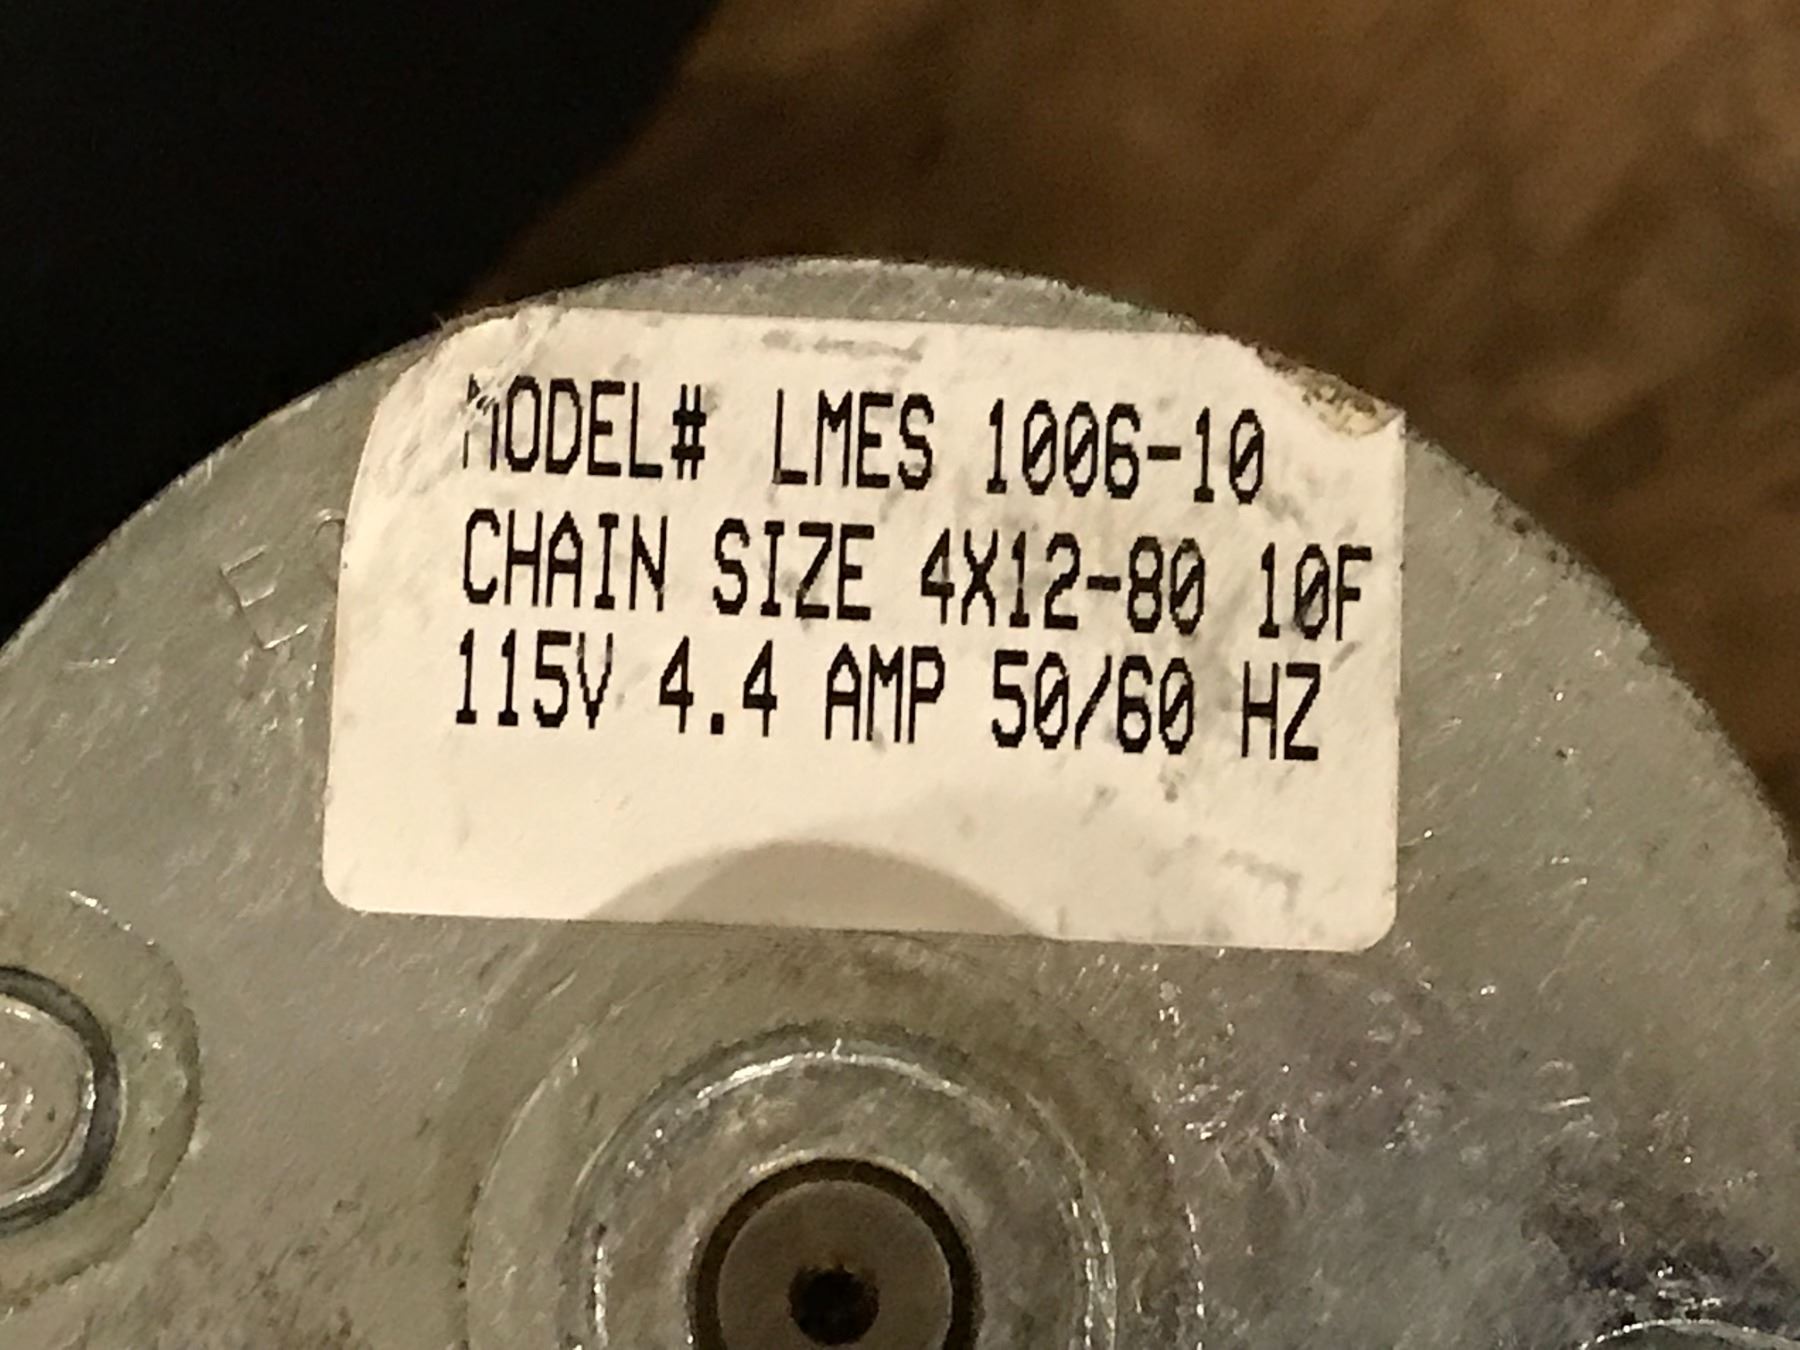 MODEL# LMES 1006-10
CHAIN SIZE 4X12-80 10F
115V 4.4 AMP 50/60 HZ